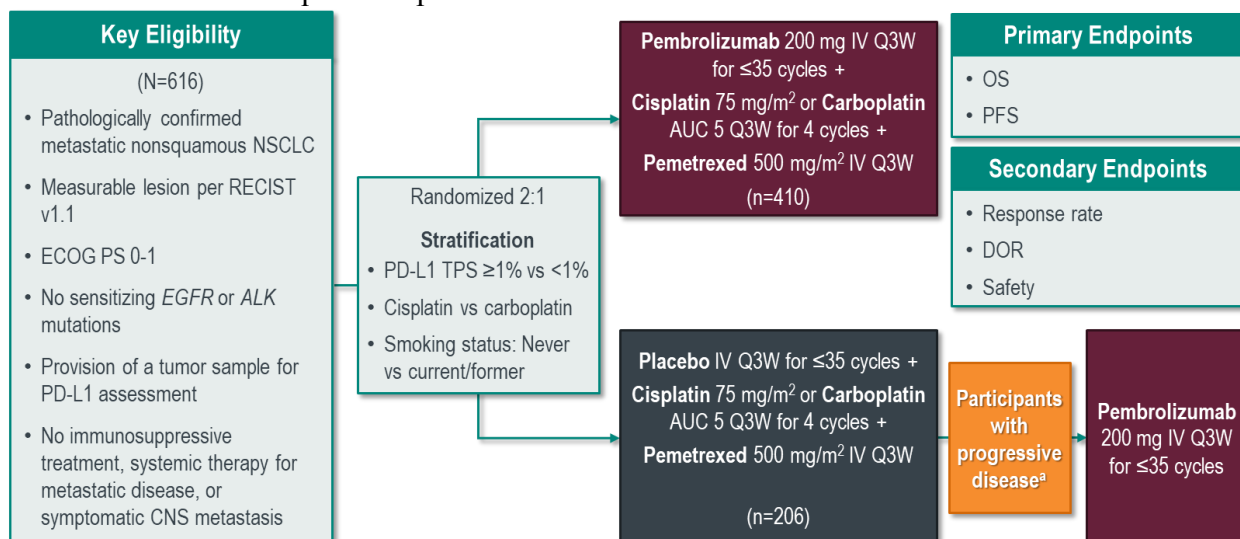 Key Eligibility
(N=616)
• Pathologically confirmed
metastatic nonsquamous NSCLC
• Measurable lesion per RECIST
v1.1
• ECOG PS 0-1
• No sensitizing EGFR or ALK
mutations
• Provision of a tumor sample for
PD-L1 assessment
• No immunosuppressive
treatment, systemic therapy for
metastatic disease, or
symptomatic CNS metastasis
Randomized 2:1
Stratification
• PD-L1 TPS ≥1% vs <1%
• Cisplatin vs carboplatin
• Smoking status: Never
vs current/former
Pembrolizumab 200 mg IV Q3W
for ≤35 cycles +
Cisplatin 75 mg/m² or Carboplatin
AUC 5 Q3W for 4 cycles +
Pemetrexed 500 mg/m² IV Q3W
(n=410)
Placebo IV Q3W for ≤35 cycles +
Cisplatin 75 mg/m² or Carboplatin
AUC 5 Q3W for 4 cycles +
Pemetrexed 500 mg/m² IV Q3W
(n=206)
Participants
with
progressive
diseaseᵃ
Pembrolizumab
200 mg IV Q3W
for ≤35 cycles
Primary Endpoints
• OS
• PFS
Secondary Endpoints
• Response rate
• DOR
• Safety